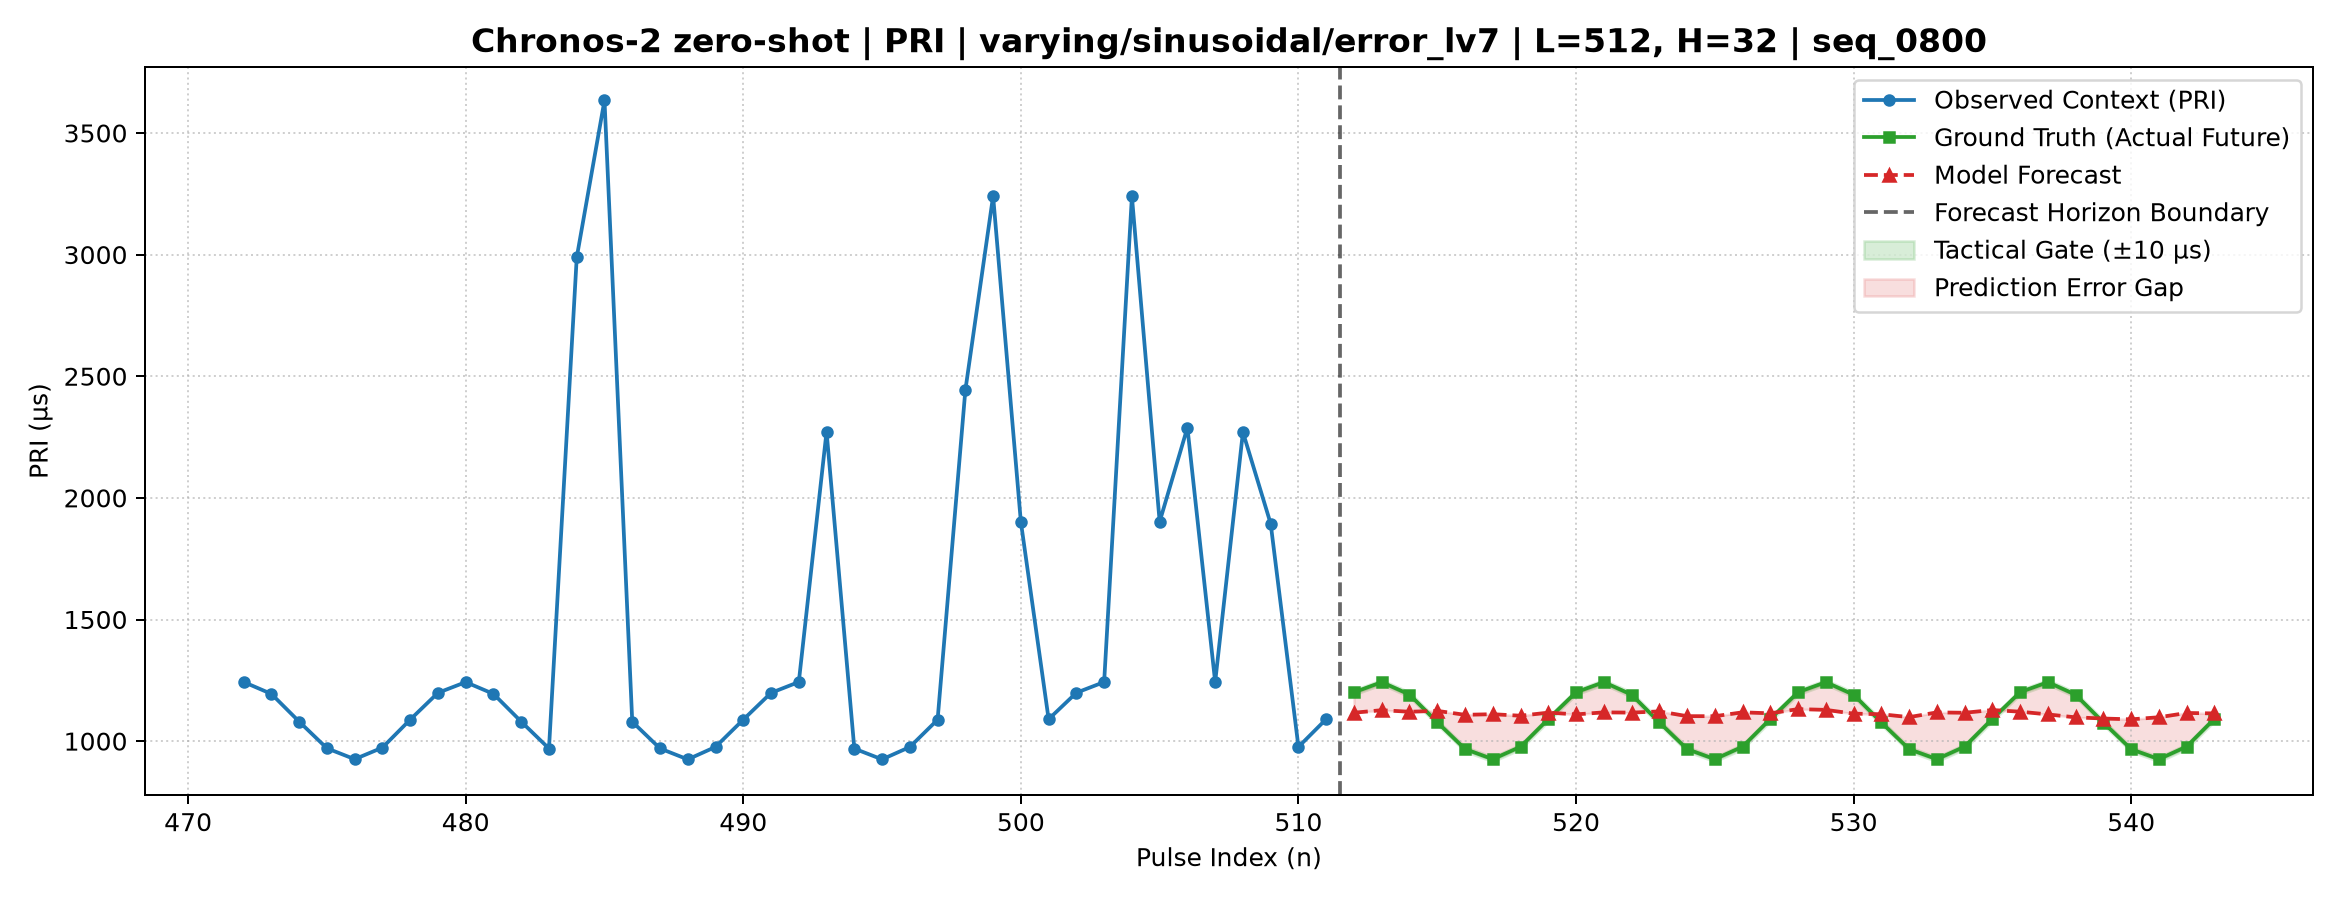 Chronos-2 zero-shot | PRI | varying/sinusoidal/error_lv7 | L=512, H=32 | seq_0800
Observed Context (PRI)
Ground Truth (Actual Future)
Model Forecast
Forecast Horizon Boundary
Tactical Gate (±10 μs)
Prediction Error Gap
PRI (μs)
3500
3000
2500
2000
1500
1000
470 480 490 500 510 520 530 540
Pulse Index (n)